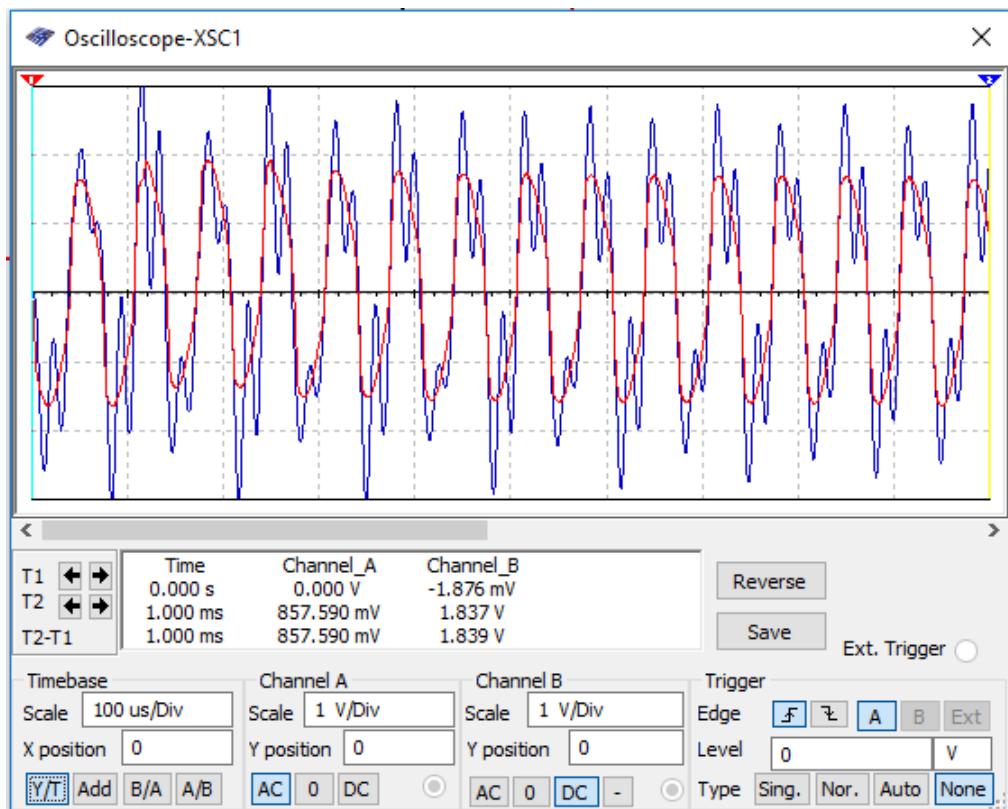 Oscilloscope-XSC1
1 2
T1
T2
T2-T1
Time Channel_A Channel_B
0.000 s 0.000 V -1.876 mV
1.000 ms 857.590 mV 1.837 V
1.000 ms 857.590 mV 1.839 V
Reverse
Save
Ext. Trigger
Timebase
Scale 100 us/Div
X position 0
Y/T Add B/A A/B
Channel A
Scale 1 V/Div
Y position 0
AC 0 DC
Channel B
Scale 1 V/Div
Y position 0
AC 0 DC -
Trigger
Edge A B Ext
Level 0 V
Type Sing. Nor. Auto None